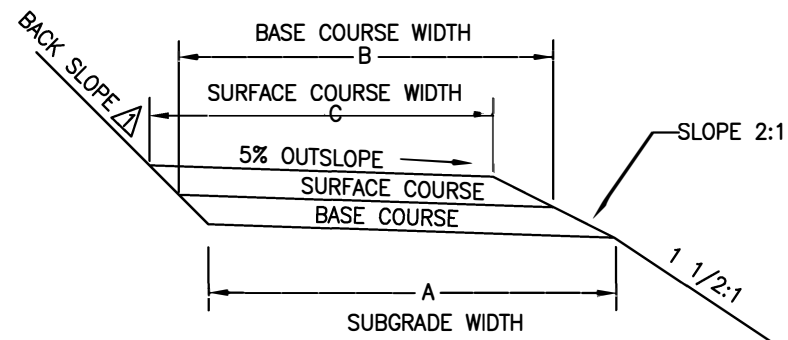 BASE COURSE WIDTH
B
BACK SLOPE 1
SURFACE COURSE WIDTH
C
SLOPE 2:1
5% OUTSLOPE
SURFACE COURSE
BASE COURSE
1 1/2:1
A
SUBGRADE WIDTH